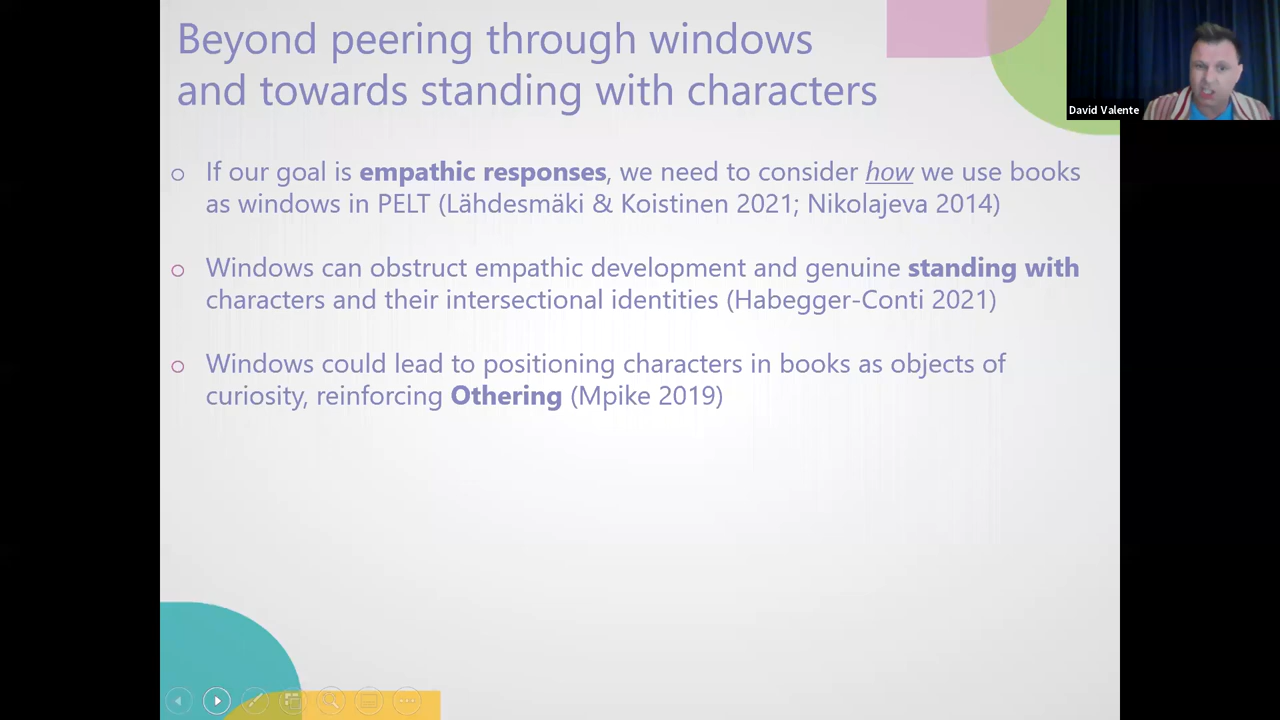 Beyond peering through windows
and towards standing with characters
David Valente
If our goal is empathic responses, we need to consider how we use books
as windows in PELT (Lähdesmäki & Koistinen 2021; Nikolajeva 2014)
Windows can obstruct empathic development and genuine standing with
characters and their intersectional identities (Habegger-Conti 2021)
Windows could lead to positioning characters in books as objects of
curiosity, reinforcing Othering (Mpike 2019)